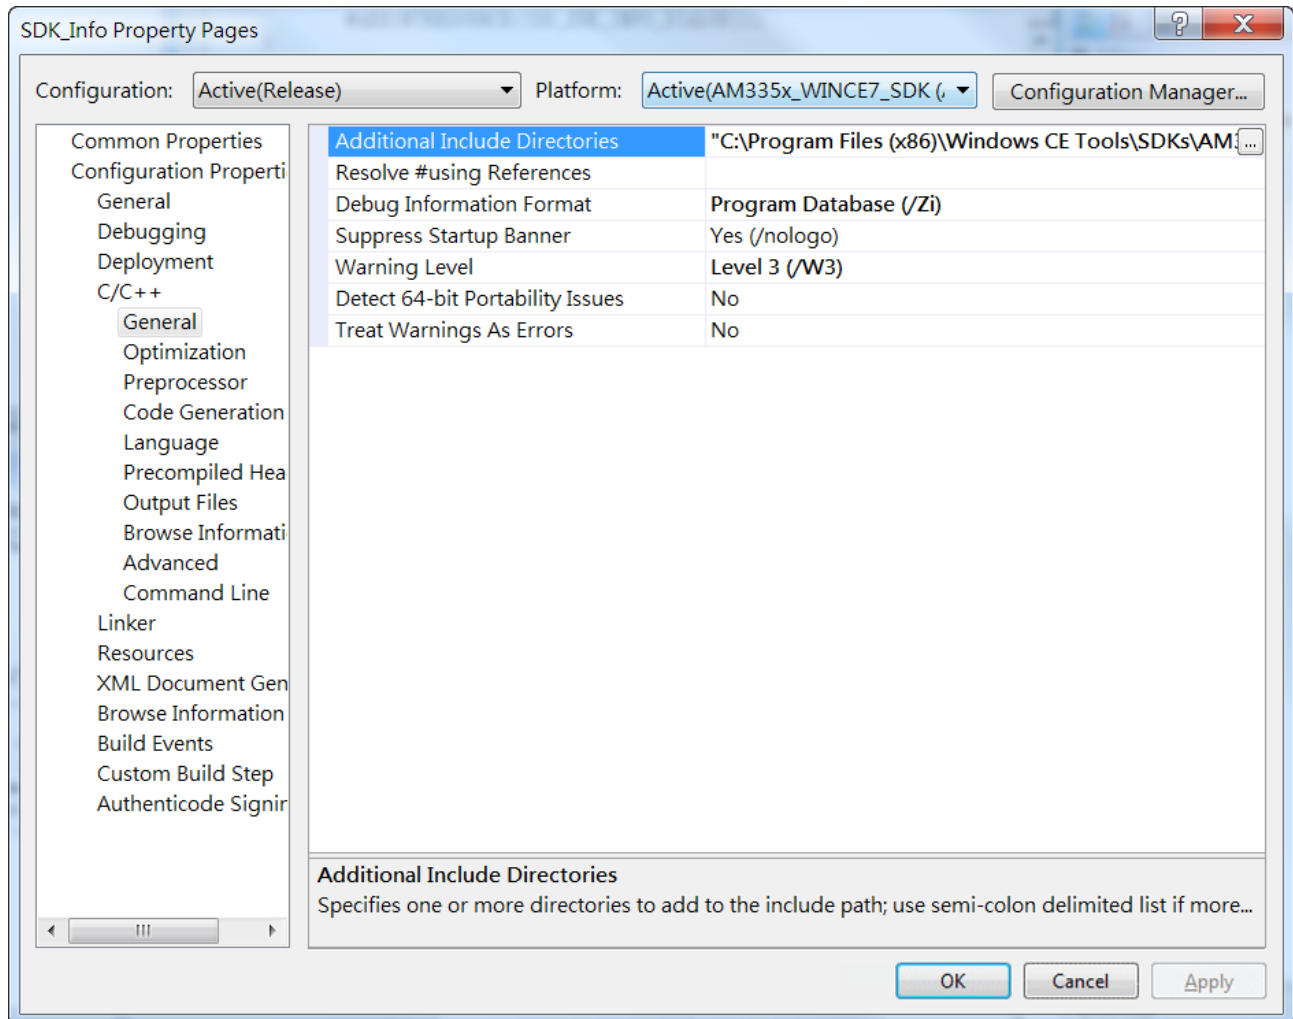 SDK_Info Property Pages
Configuration: Active(Release) Platform: Active(AM335x_WINCE7_SDK ( Configuration Manager...
Common Properties
Configuration Properti
General
Debugging
Deployment
C/C++
General
Optimization
Preprocessor
Code Generation
Language
Precompiled Hea
Output Files
Browse Informati
Advanced
Command Line
Linker
Resources
XML Document Gen
Browse Information
Build Events
Custom Build Step
Authenticode Signir
Additional Include Directories "C:\Program Files (x86)\Windows CE Tools\SDKs\AM3 ...
Resolve #using References
Debug Information Format Program Database (/Zi)
Suppress Startup Banner Yes (/nologo)
Warning Level Level 3 (/W3)
Detect 64-bit Portability Issues No
Treat Warnings As Errors No
Additional Include Directories
Specifies one or more directories to add to the include path; use semi-colon delimited list if more...
OK Cancel Apply